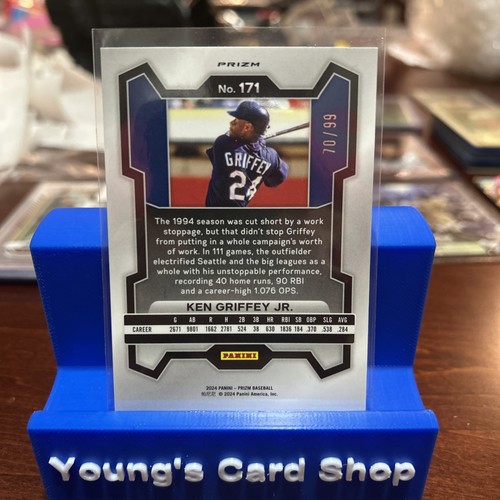 PRIZM
No. 171
70/99
GRIFFEY
24
The 1994 season was cut short by a work
stoppage, but that didn't stop Griffey
from putting in a whole campaign's worth
of work. In 111 games, the outfielder
electrified Seattle and the big leagues as a
whole with his unstoppable performance,
recording 40 home runs, 90 RBI
and a career-high 1.076 OPS.
KEN GRIFFEY JR.
G AB R H 2B 3B HR RBI SB OBP SLG AVG
CAREER 2671 9801 1662 2781 524 38 630 1836 184 .370 .538 .284
PANINI
2024 PANINI – PRIZM BASEBALL
© 2024 Panini America, Inc.
Young's Card Shop